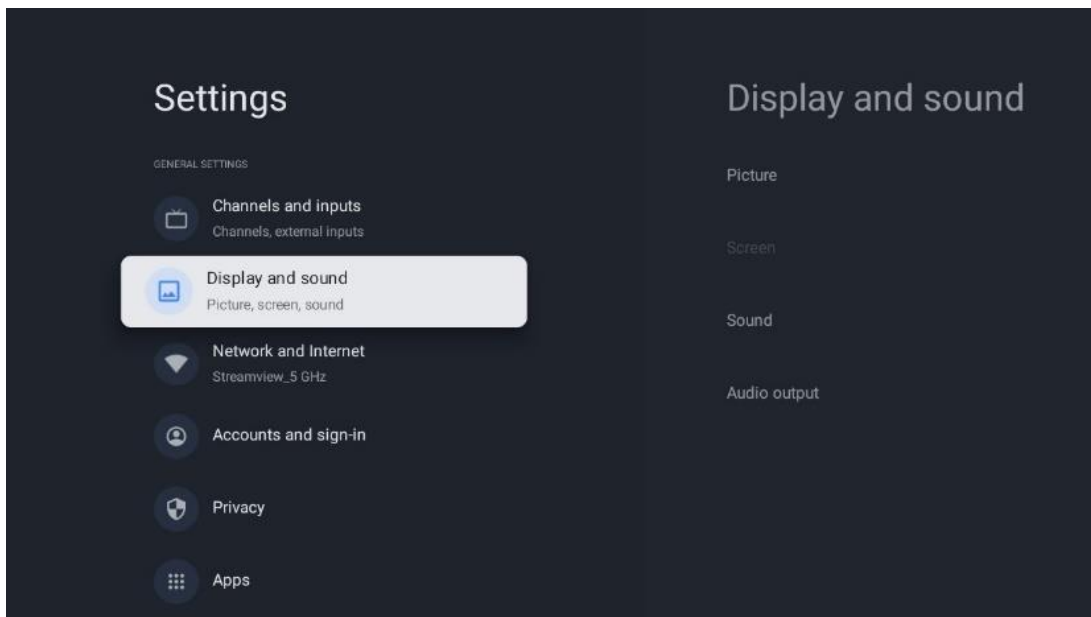 Settings
GENERAL SETTINGS
Channels and inputs
Channels, external inputs
Display and sound
Picture, screen, sound
Network and Internet
Streamview_5 GHz
Accounts and sign-in
Privacy
Apps
Display and sound
Picture
Screen
Sound
Audio output